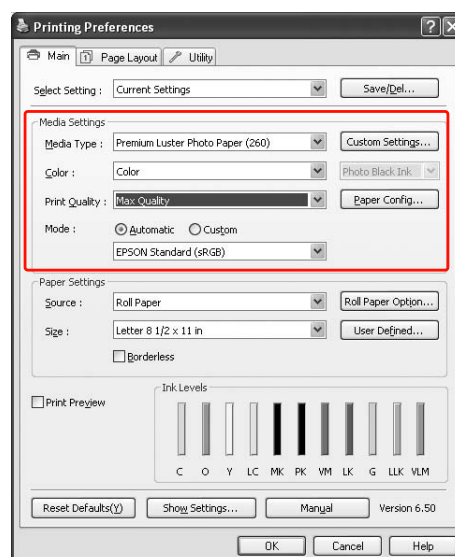 Printing Preferences
Main Page Layout Utility
Select Setting : Current Settings Save/Del...
Media Settings
Media Type : Premium Luster Photo Paper (260) Custom Settings...
Color : Color Photo Black Ink
Print Quality : Max Quality Paper Config...
Mode : Automatic Custom
EPSON Standard (sRGB)
Paper Settings
Source : Roll Paper Roll Paper Option...
Size : Letter 8 1/2 x 11 in User Defined...
Borderless
Print Preview
Ink Levels
C O Y LC MK PK VM LK G LLK VLM
Reset Defaults(Y) Show Settings... Manual Version 6.50
OK Cancel Help